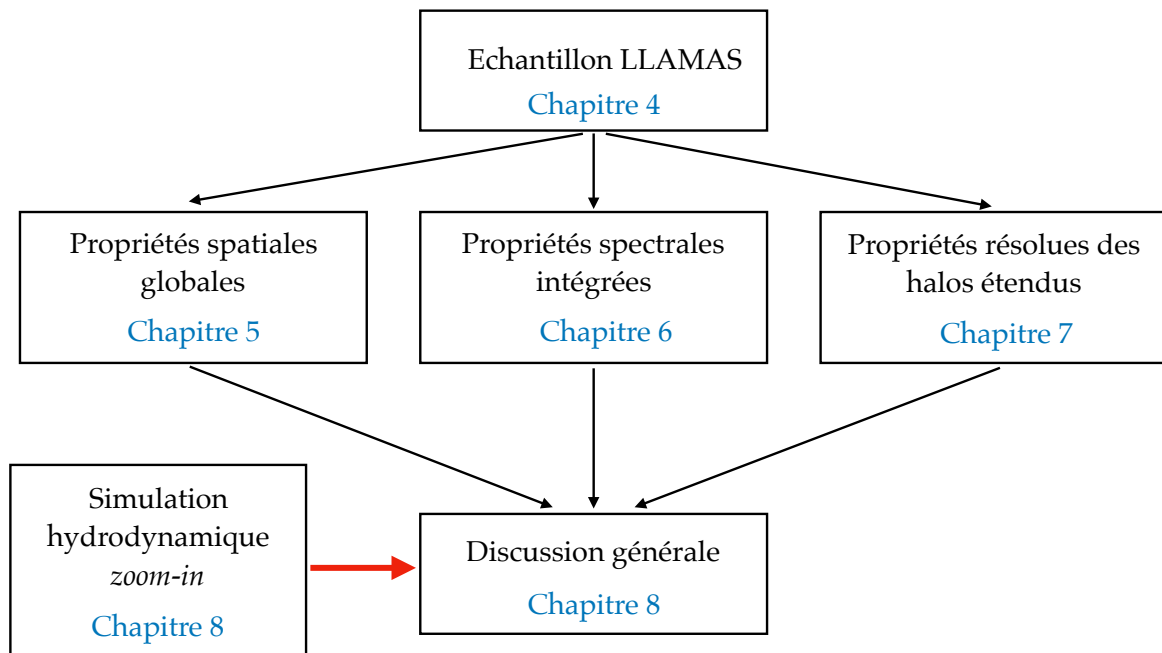 Echantillon LLAMAS
Chapitre 4
Propriétés spatiales
globales
Chapitre 5
Propriétés spectrales
intégrées
Chapitre 6
Propriétés résolues des
halos étendus
Chapitre 7
Simulation
hydrodynamique
zoom-in
Chapitre 8
Discussion générale
Chapitre 8